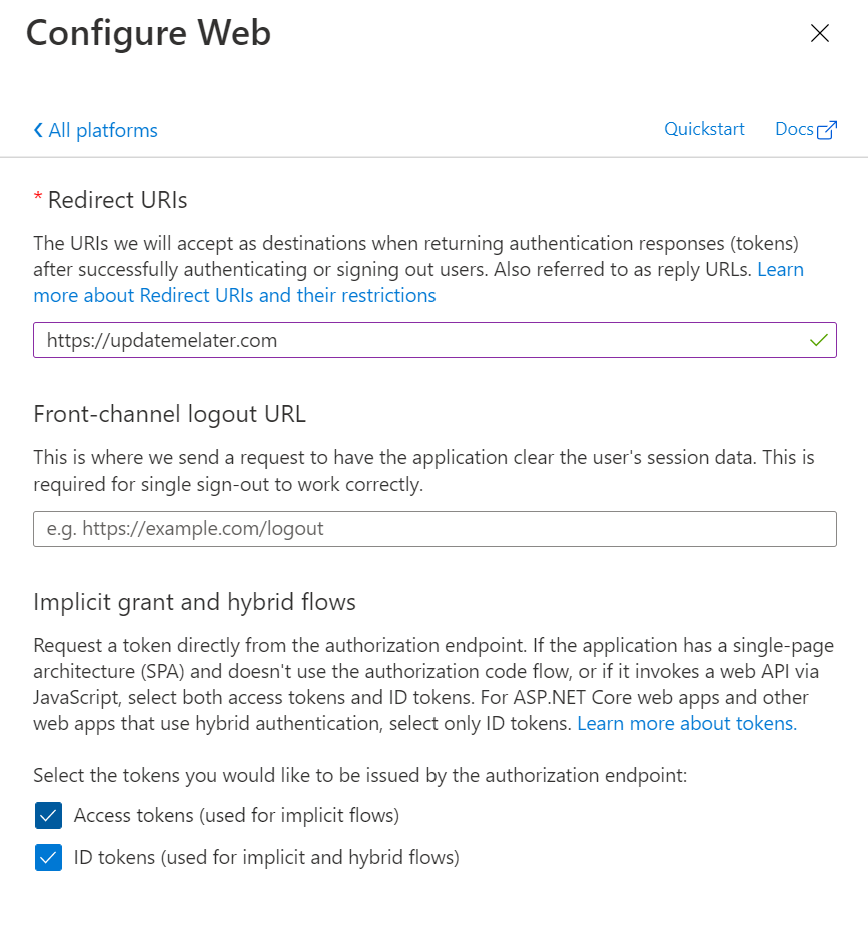 Configure Web
All platforms
Quickstart
Docs
* Redirect URIs
The URIs we will accept as destinations when returning authentication responses (tokens)
after successfully authenticating or signing out users. Also referred to as reply URLs. Learn
more about Redirect URIs and their restrictions
https://updatemelater.com
Front-channel logout URL
This is where we send a request to have the application clear the user's session data. This is
required for single sign-out to work correctly.
e.g. https://example.com/logout
Implicit grant and hybrid flows
Request a token directly from the authorization endpoint. If the application has a single-page
architecture (SPA) and doesn't use the authorization code flow, or if it invokes a web API via
JavaScript, select both access tokens and ID tokens. For ASP.NET Core web apps and other
web apps that use hybrid authentication, select only ID tokens. Learn more about tokens.
Select the tokens you would like to be issued by the authorization endpoint:
Access tokens (used for implicit flows)
ID tokens (used for implicit and hybrid flows)